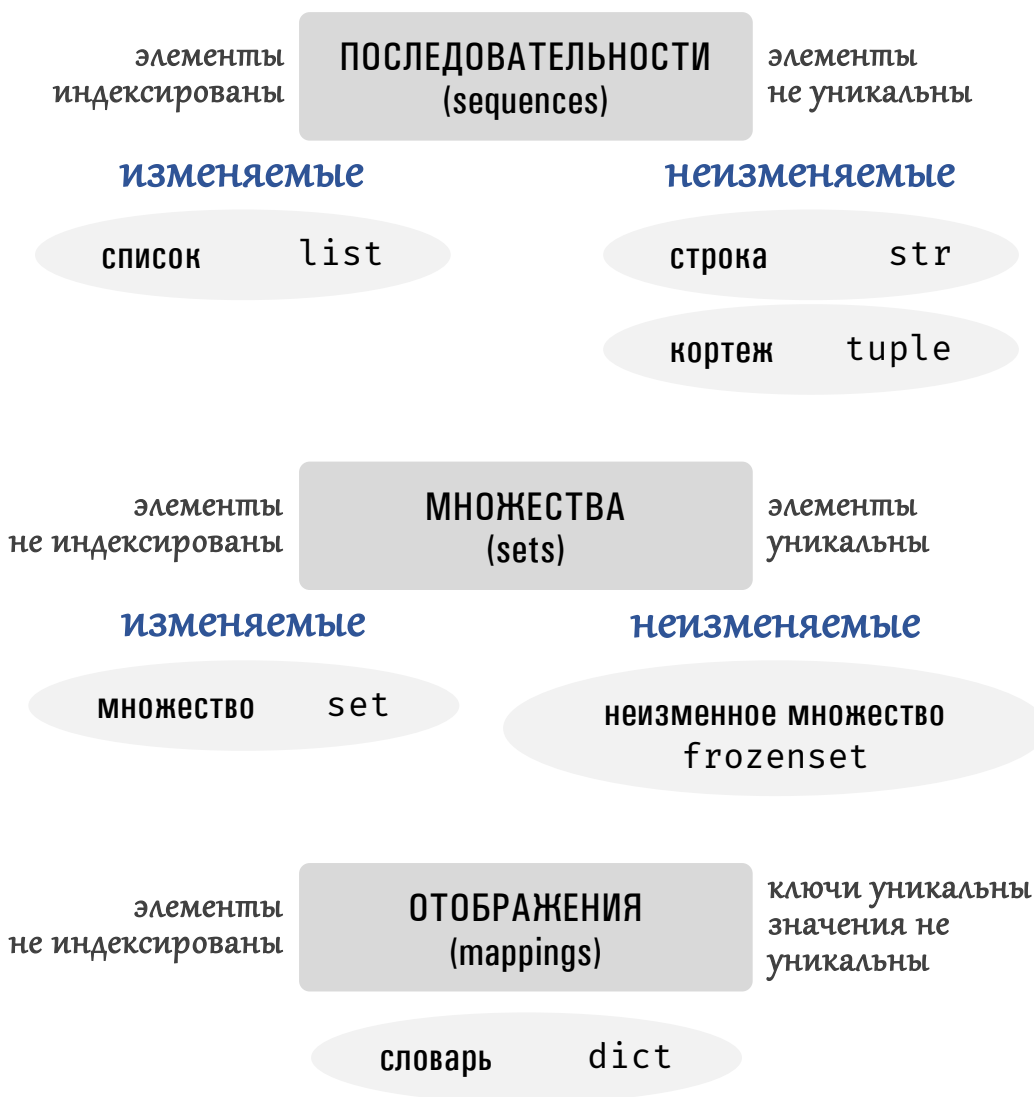 элементы
индексированы
ПОСЛЕДОВАТЕЛЬНОСТИ
(sequences)
элементы
не уникальны
изменяемые
неизменяемые
список list
строка str
кортеж tuple
элементы
не индексированы
МНОЖЕСТВА
(sets)
элементы
уникальны
изменяемые
неизменяемые
множество set
неизменное множество
frozenset
элементы
не индексированы
ОТОБРАЖЕНИЯ
(mappings)
ключи уникальны
значения не
уникальны
словарь dict